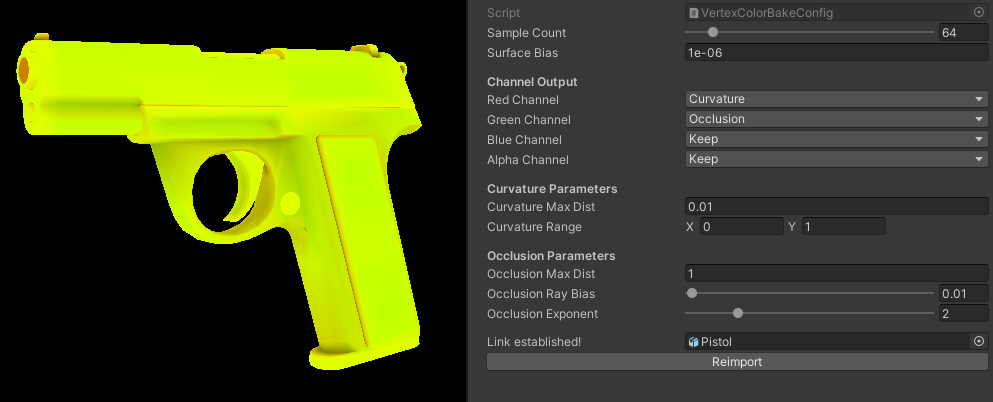 Script VertexColorBakeConfig
Sample Count 64
Surface Bias 1e-06
Channel Output
Red Channel Curvature
Green Channel Occlusion
Blue Channel Keep
Alpha Channel Keep
Curvature Parameters
Curvature Max Dist 0.01
Curvature Range X 0 Y 1
Occlusion Parameters
Occlusion Max Dist 1
Occlusion Ray Bias 0.01
Occlusion Exponent 2
Link established! Pistol
Reimport